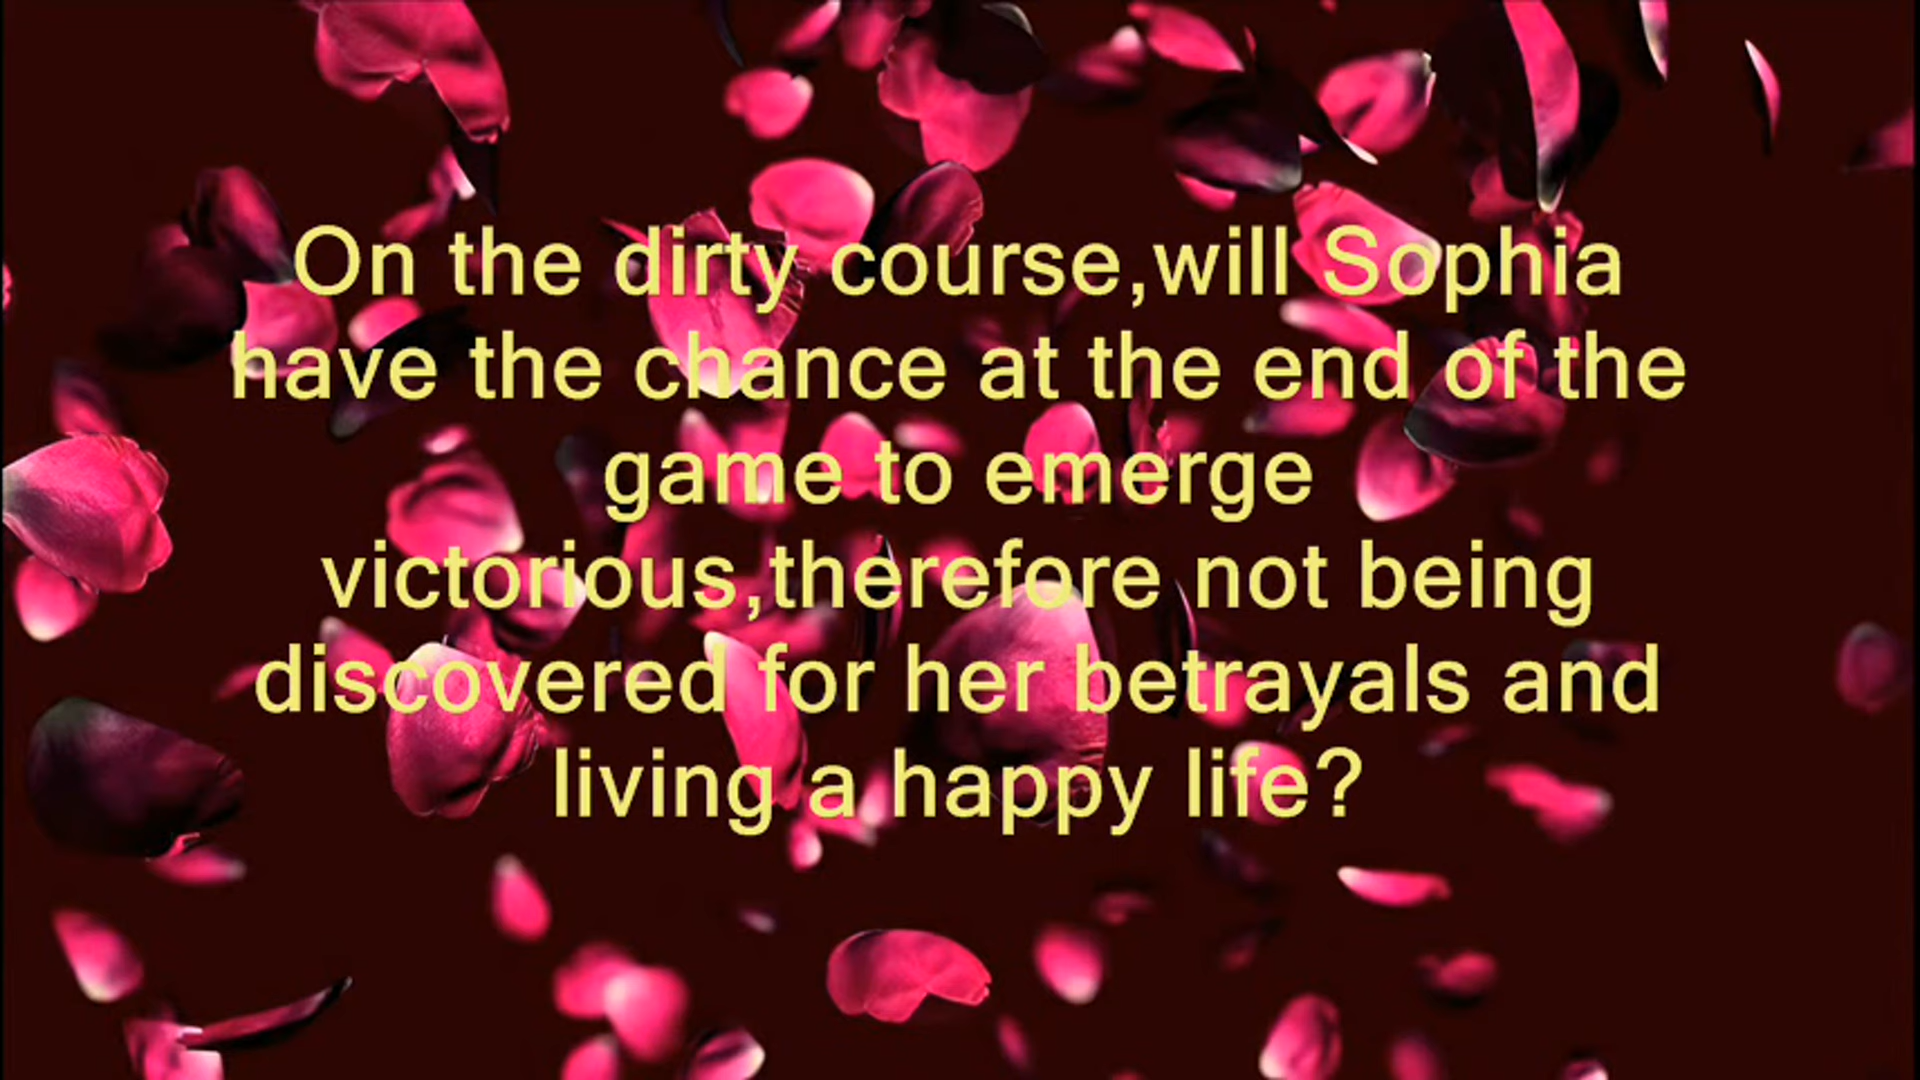 On the dirty course,will Sophia
have the chance at the end of the
game to emerge
victorious,therefore not being
discovered for her betrayals and
living a happy life?